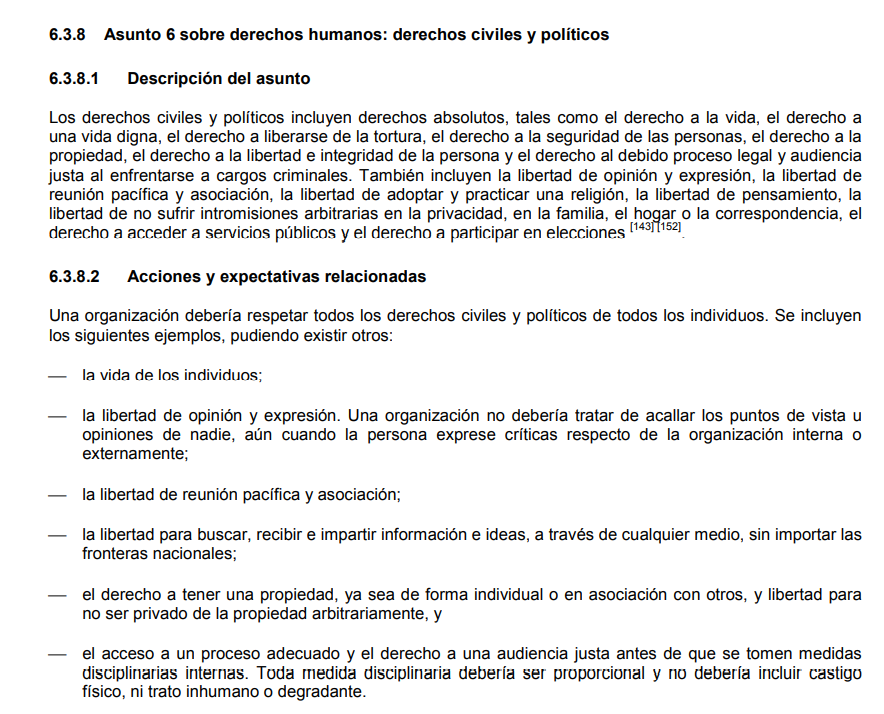 6.3.8 Asunto 6 sobre derechos humanos: derechos civiles y políticos
6.3.8.1 Descripción del asunto
Los derechos civiles y políticos incluyen derechos absolutos, tales como el derecho a la vida, el derecho a
una vida digna, el derecho a liberarse de la tortura, el derecho a la seguridad de las personas, el derecho a la
propiedad, el derecho a la libertad e integridad de la persona y el derecho al debido proceso legal y audiencia
justa al enfrentarse a cargos criminales. También incluyen la libertad de opinión y expresión, la libertad de
reunión pacífica y asociación, la libertad de adoptar y practicar una religión, la libertad de pensamiento, la
libertad de no sufrir intromisiones arbitrarias en la privacidad, en la familia, el hogar o la correspondencia, el
derecho a acceder a servicios públicos y el derecho a participar en elecciones [143] [152].
6.3.8.2 Acciones y expectativas relacionadas
Una organización debería respetar todos los derechos civiles y políticos de todos los individuos. Se incluyen
los siguientes ejemplos, pudiendo existir otros:
— la vida de los individuos;
— la libertad de opinión y expresión. Una organización no debería tratar de acallar los puntos de vista u
opiniones de nadie, aún cuando la persona exprese críticas respecto de la organización interna o
externamente;
— la libertad de reunión pacífica y asociación;
— la libertad para buscar, recibir e impartir información e ideas, a través de cualquier medio, sin importar las
fronteras nacionales;
— el derecho a tener una propiedad, ya sea de forma individual o en asociación con otros, y libertad para
no ser privado de la propiedad arbitrariamente, y
— el acceso a un proceso adecuado y el derecho a una audiencia justa antes de que se tomen medidas
disciplinarias internas. Toda medida disciplinaria debería ser proporcional y no debería incluir castigo
físico, ni trato inhumano o degradante.